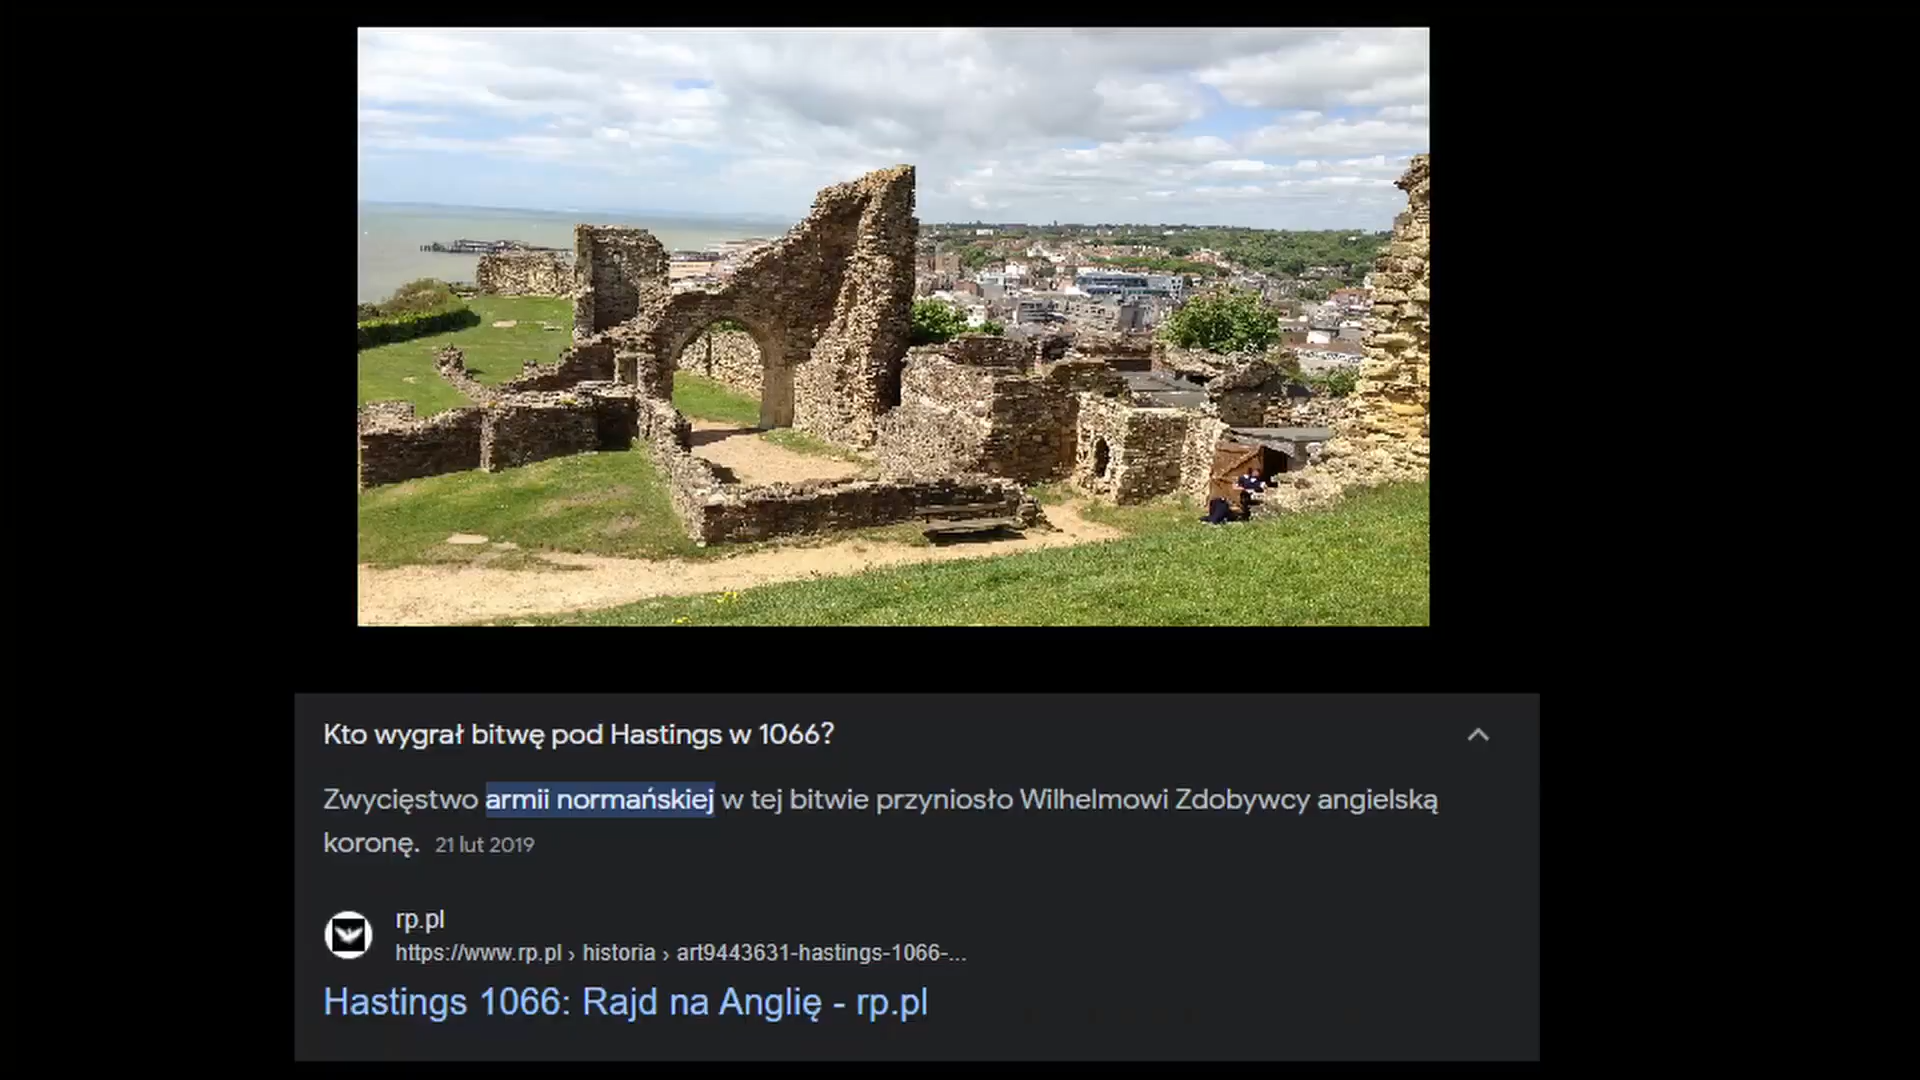 Kto wygrał bitwę pod Hastings w 1066?
Zwycięstwo armii normańskiej w tej bitwie przyniosło Wilhelmowi Zdobywcy angielską
koronę. 21 lut 2019
rp.pl
https://www.rp.pl › historia › art9443631-hastings-1066-...
Hastings 1066: Rajd na Anglię - rp.pl